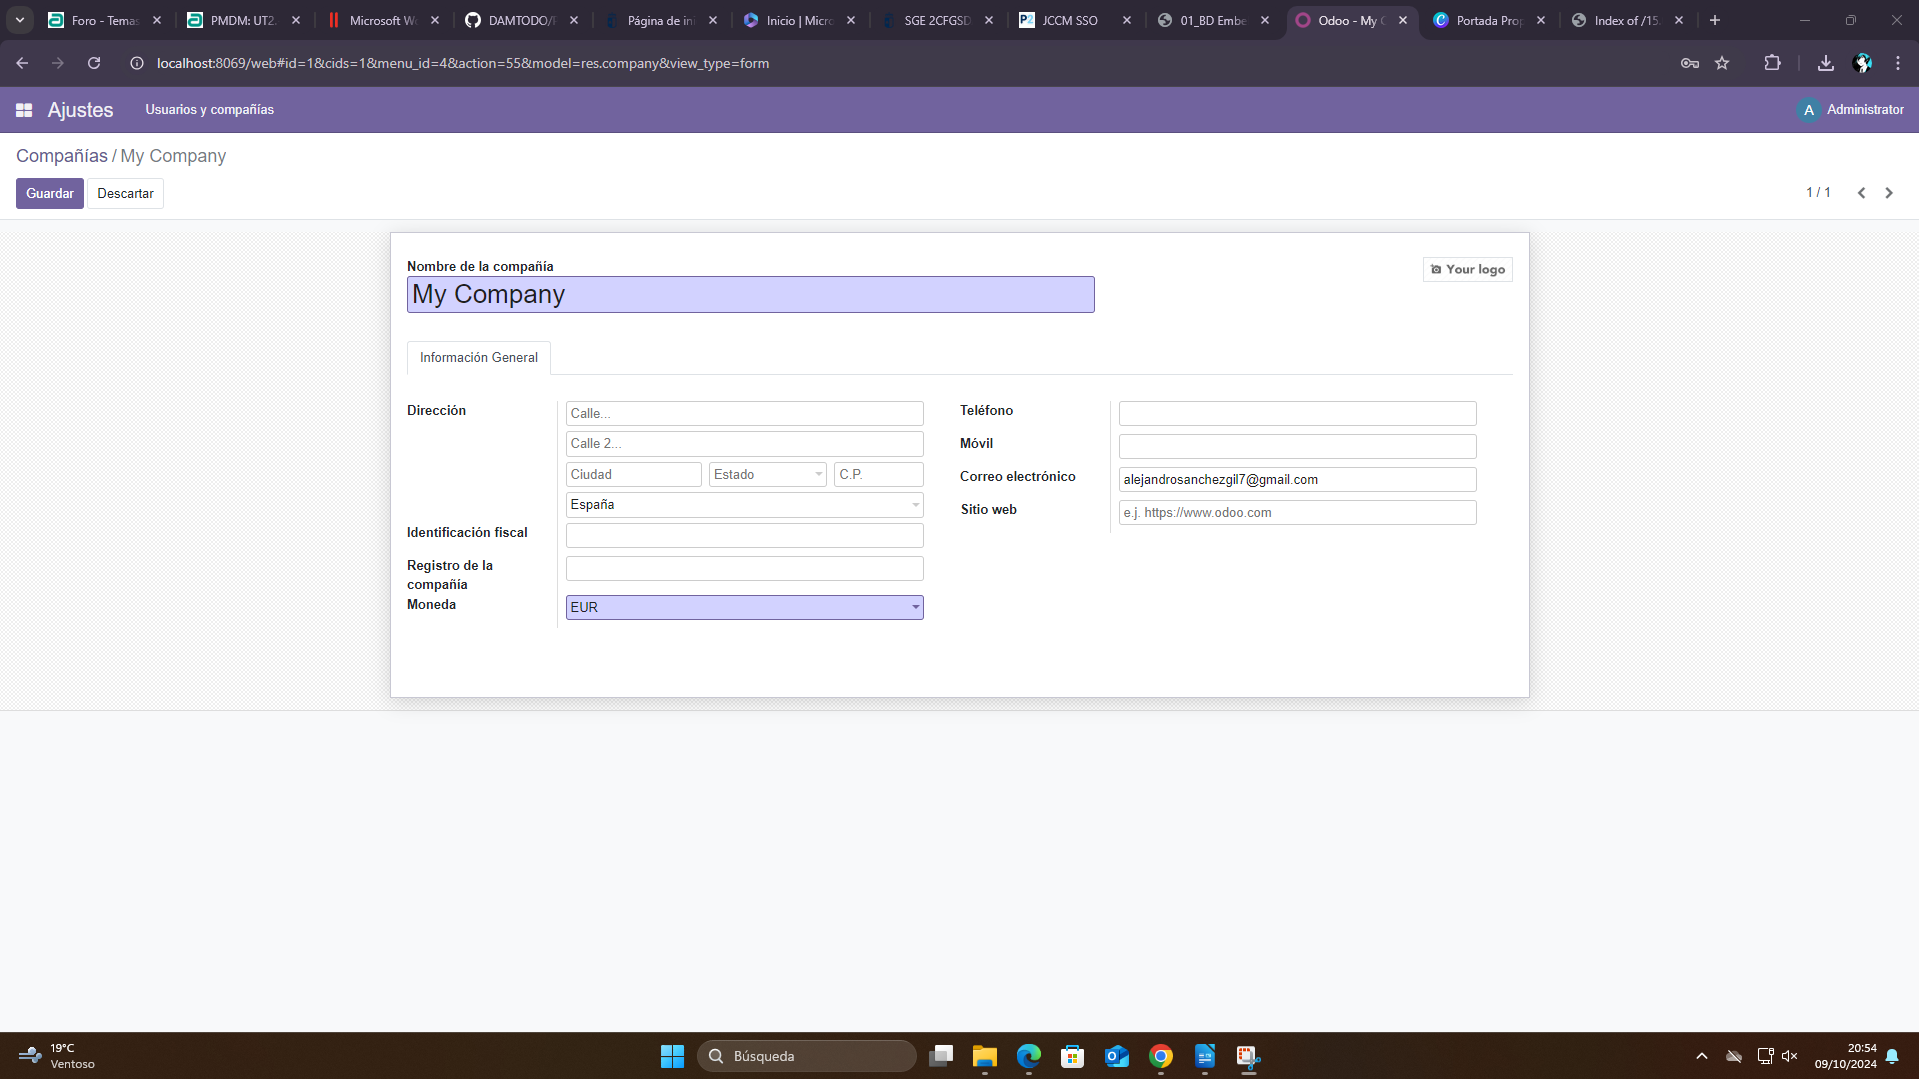 Foro - Temas
PMDM: UT2.
Microsoft Wo
DAMTODO/P
Página de ini
Inicio | Micro
SGE 2CFGSD
JCCM SSO
01_BD Embe
Odoo - My C
Portada Prop
Index of /15.
localhost:8069/web#id=1&cids=1&menu_id=4&action=55&model=res.company&view_type=form
Ajustes
Usuarios y compañías
A
Administrator
Compañías / My Company
Guardar
Descartar
1 / 1
Nombre de la compañía
Your logo
My Company
Información General
Dirección
Calle...
Calle 2...
Ciudad
Estado
C.P.
España
Identificación fiscal
Registro de la
compañía
Moneda
EUR
Teléfono
Móvil
Correo electrónico
alejandrosanchezgil7@gmail.com
Sitio web
e.j. https://www.odoo.com
19°C
Ventoso
Búsqueda
20:54
09/10/2024